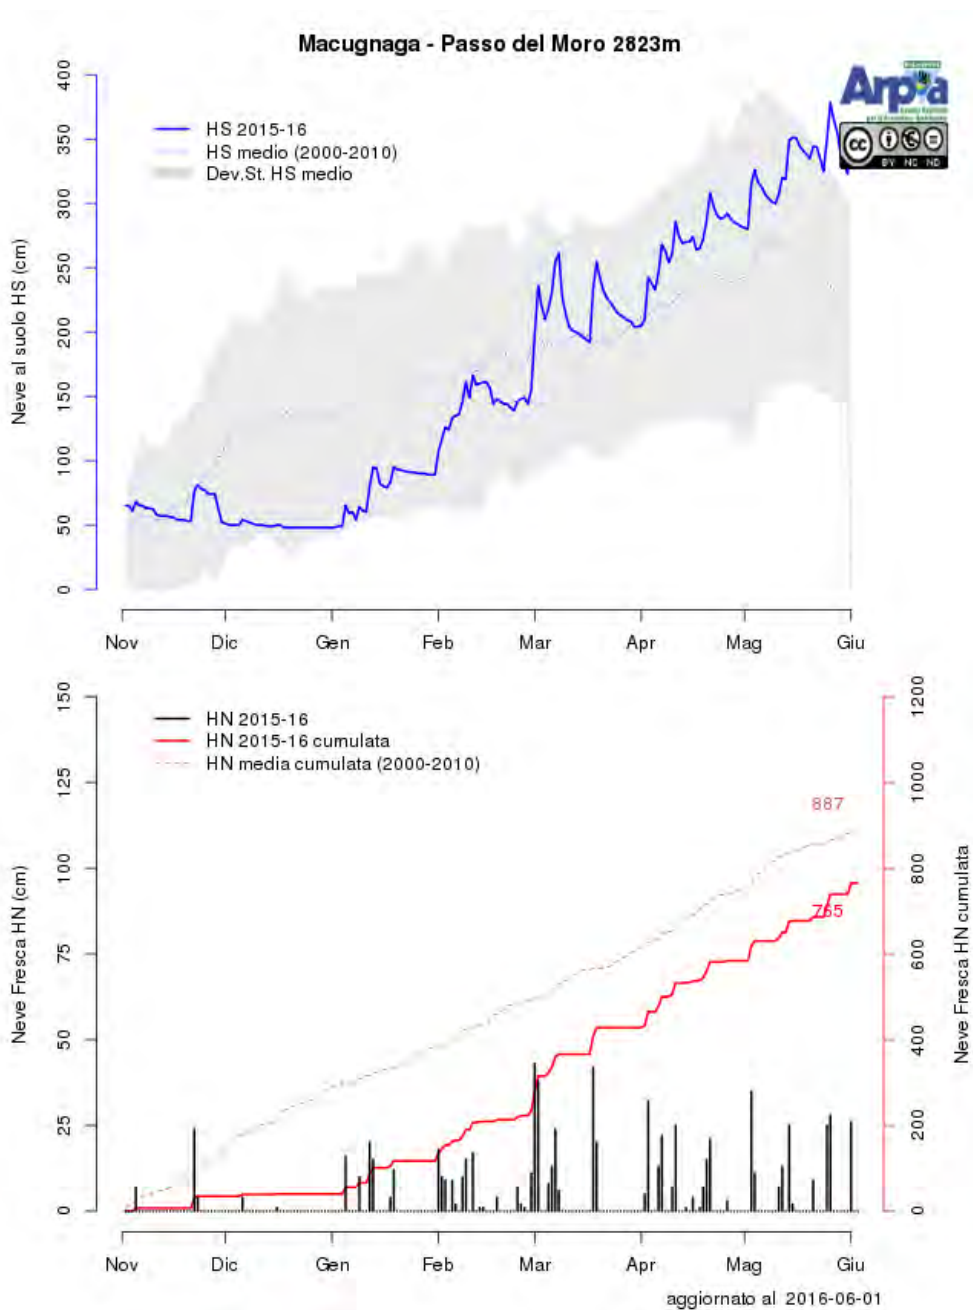 Macugnaga - Passo del Moro 2823m
Arpa
cc
BY NC ND
HS 2015-16
HS medio (2000-2010)
Dev.St. HS medio
Neve al suolo HS (cm)
0 50 100 150 200 250 300 350 400
Nov Dic Gen Feb Mar Apr Mag Giu
HN 2015-16
HN 2015-16 cumulata
HN media cumulata (2000-2010)
887
765
Neve Fresca HN (cm)
0 25 50 75 100 125 150
Neve Fresca HN cumulata
0 200 400 600 800 1000 1200
Nov Dic Gen Feb Mar Apr Mag Giu
aggiornato al 2016-06-01